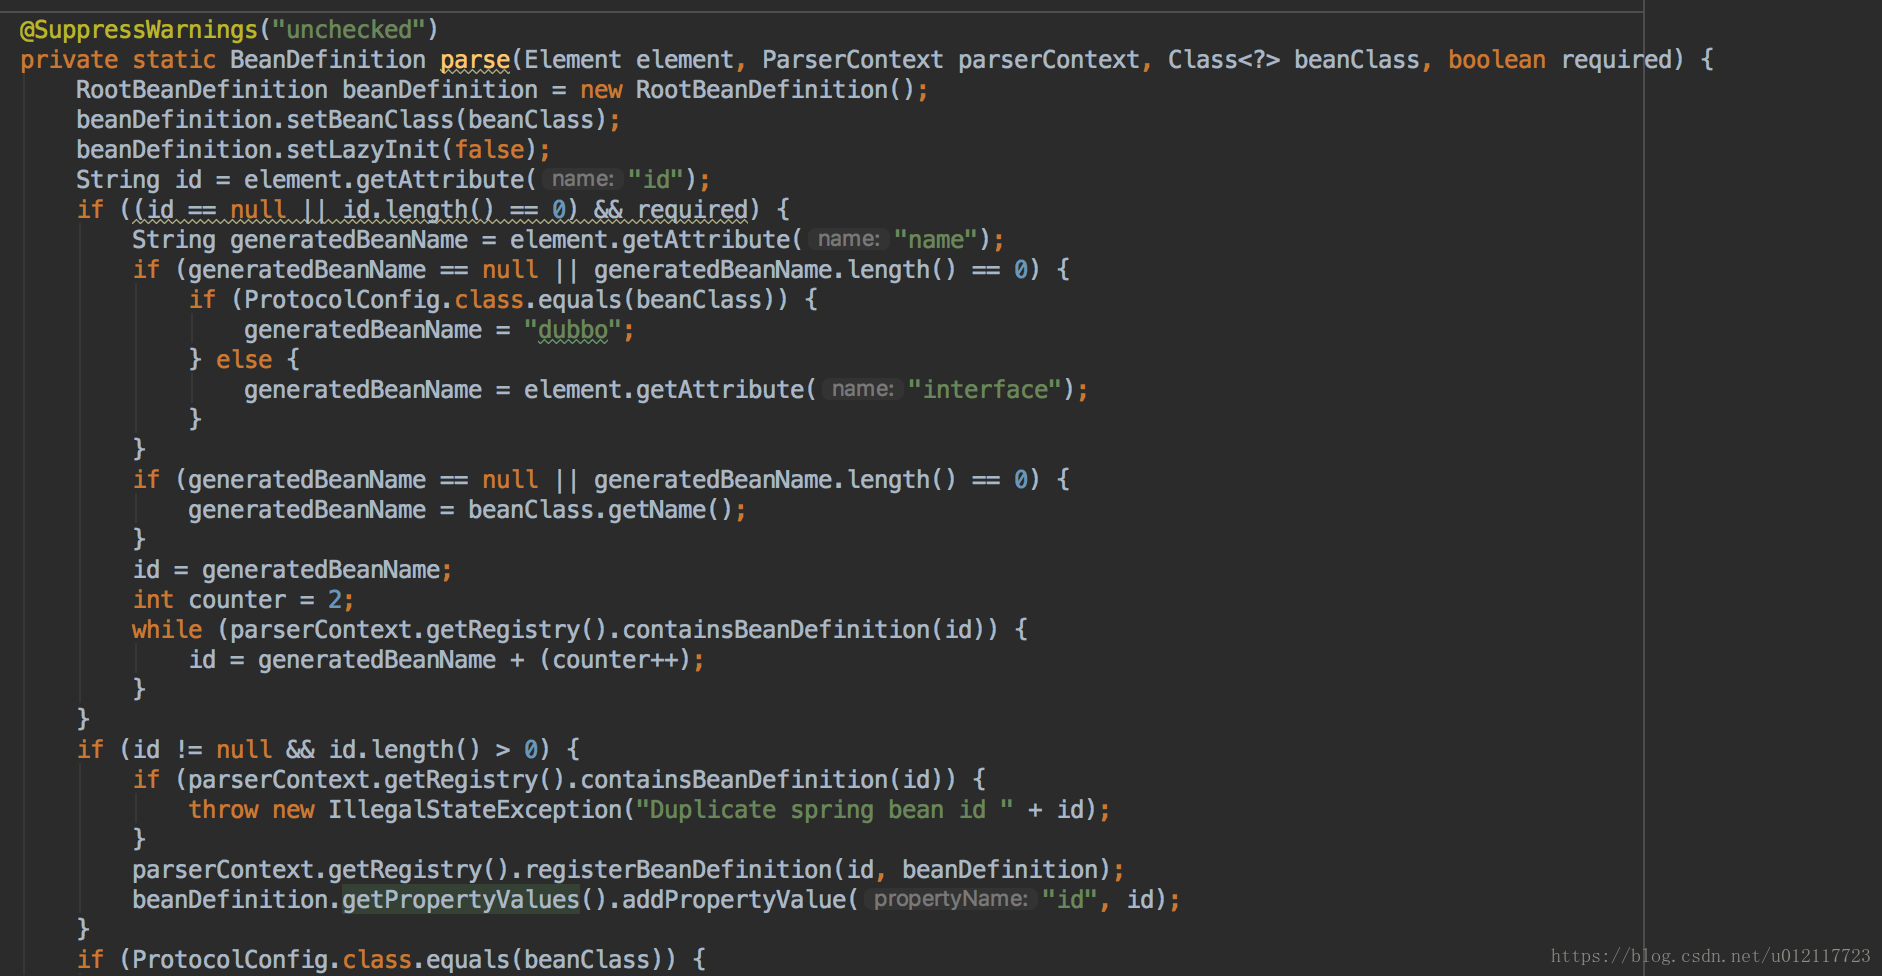 @SuppressWarnings("unchecked")
private static BeanDefinition parse(Element element, ParserContext parserContext, Class<?> beanClass, boolean required) {
    RootBeanDefinition beanDefinition = new RootBeanDefinition();
    beanDefinition.setBeanClass(beanClass);
    beanDefinition.setLazyInit(false);
    String id = element.getAttribute( name: "id");
    if ((id == null || id.length() == 0) && required) {
        String generatedBeanName = element.getAttribute( name: "name");
        if (generatedBeanName == null || generatedBeanName.length() == 0) {
            if (ProtocolConfig.class.equals(beanClass)) {
                generatedBeanName = "dubbo";
            } else {
                generatedBeanName = element.getAttribute( name: "interface");
            }
        }
        if (generatedBeanName == null || generatedBeanName.length() == 0) {
            generatedBeanName = beanClass.getName();
        }
        id = generatedBeanName;
        int counter = 2;
        while (parserContext.getRegistry().containsBeanDefinition(id)) {
            id = generatedBeanName + (counter++);
        }
    }
    if (id != null && id.length() > 0) {
        if (parserContext.getRegistry().containsBeanDefinition(id)) {
            throw new IllegalStateException("Duplicate spring bean id " + id);
        }
        parserContext.getRegistry().registerBeanDefinition(id, beanDefinition);
        beanDefinition.getPropertyValues().addPropertyValue( propertyName: "id", id);
    }
    if (ProtocolConfig.class.equals(beanClass)) {
https://blog.csdn.net/u012117723